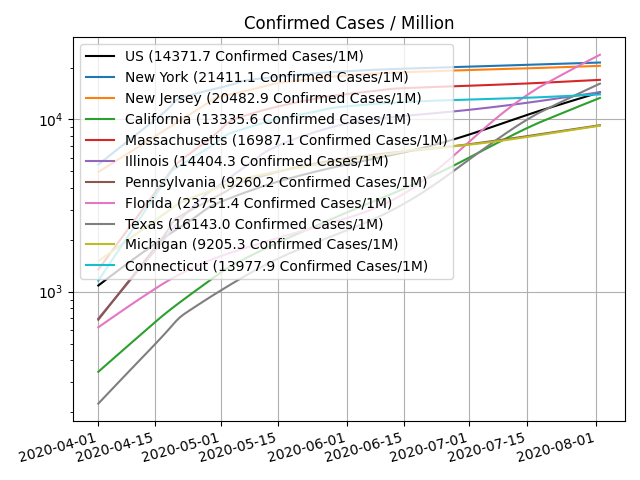 Confirmed Cases / Million
US (14371.7 Confirmed Cases/1M)
New York (21411.1 Confirmed Cases/1M)
New Jersey (20482.9 Confirmed Cases/1M)
California (13335.6 Confirmed Cases/1M)
Massachusetts (16987.1 Confirmed Cases/1M)
Illinois (14404.3 Confirmed Cases/1M)
Pennsylvania (9260.2 Confirmed Cases/1M)
Florida (23751.4 Confirmed Cases/1M)
Texas (16143.0 Confirmed Cases/1M)
Michigan (9205.3 Confirmed Cases/1M)
Connecticut (13977.9 Confirmed Cases/1M)
10⁴
10³
2020-04-01 2020-04-15 2020-05-01 2020-05-15 2020-06-01 2020-06-15 2020-07-01 2020-07-15 2020-08-01